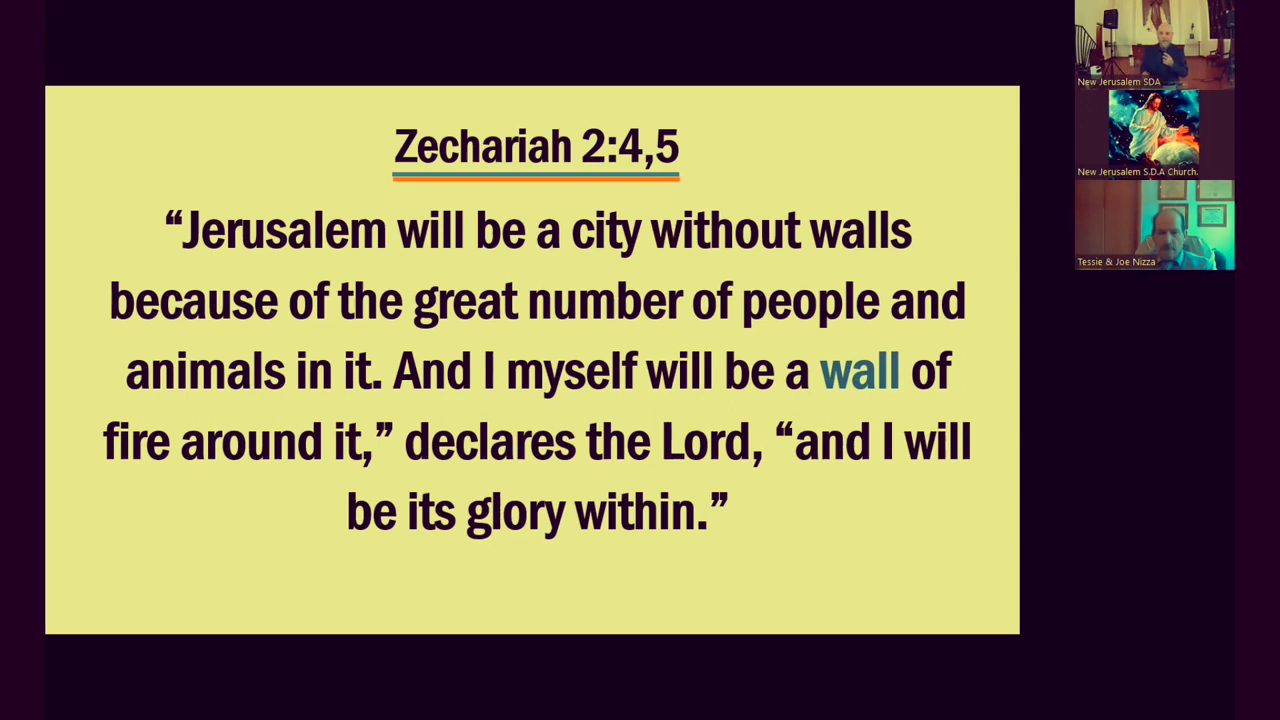 Zechariah 2:4,5
“Jerusalem will be a city without walls
because of the great number of people and
animals in it. And I myself will be a wall of
fire around it,” declares the Lord, “and I will
be its glory within.”
New Jerusalem SDA
New Jerusalem S.D.A Church.
Tessie & Joe Nizza